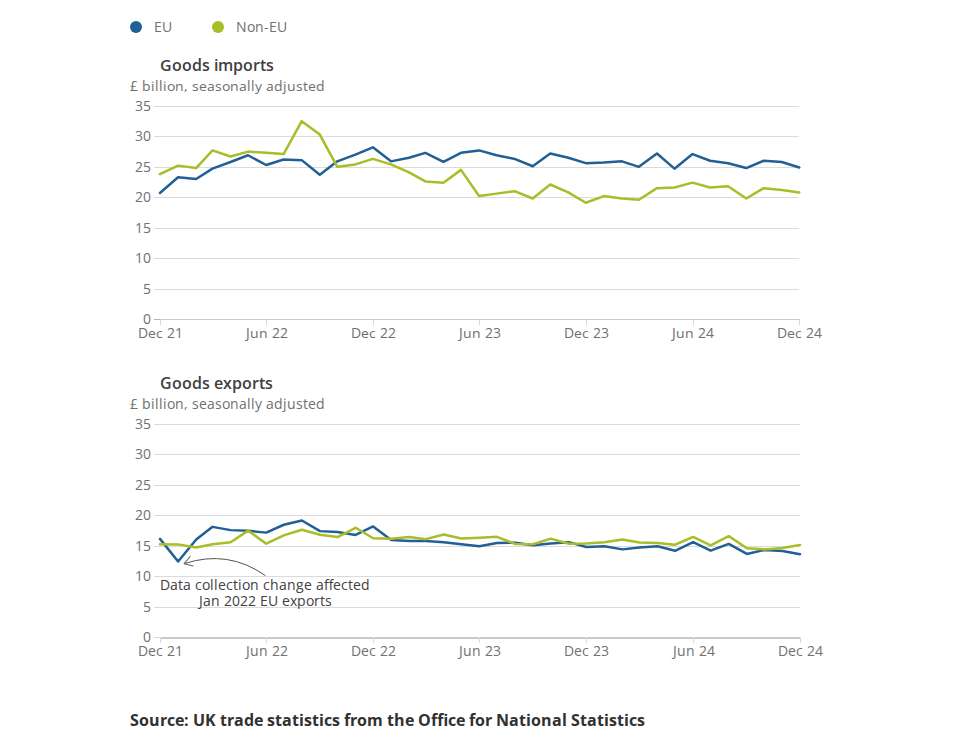 EU Non-EU
Goods imports
£ billion, seasonally adjusted
35
30
25
20
15
10
5
0
Dec 21 Jun 22 Dec 22 Jun 23 Dec 23 Jun 24 Dec 24
Goods exports
£ billion, seasonally adjusted
35
30
25
20
15
10
Data collection change affected
Jan 2022 EU exports
5
0
Dec 21 Jun 22 Dec 22 Jun 23 Dec 23 Jun 24 Dec 24
Source: UK trade statistics from the Office for National Statistics